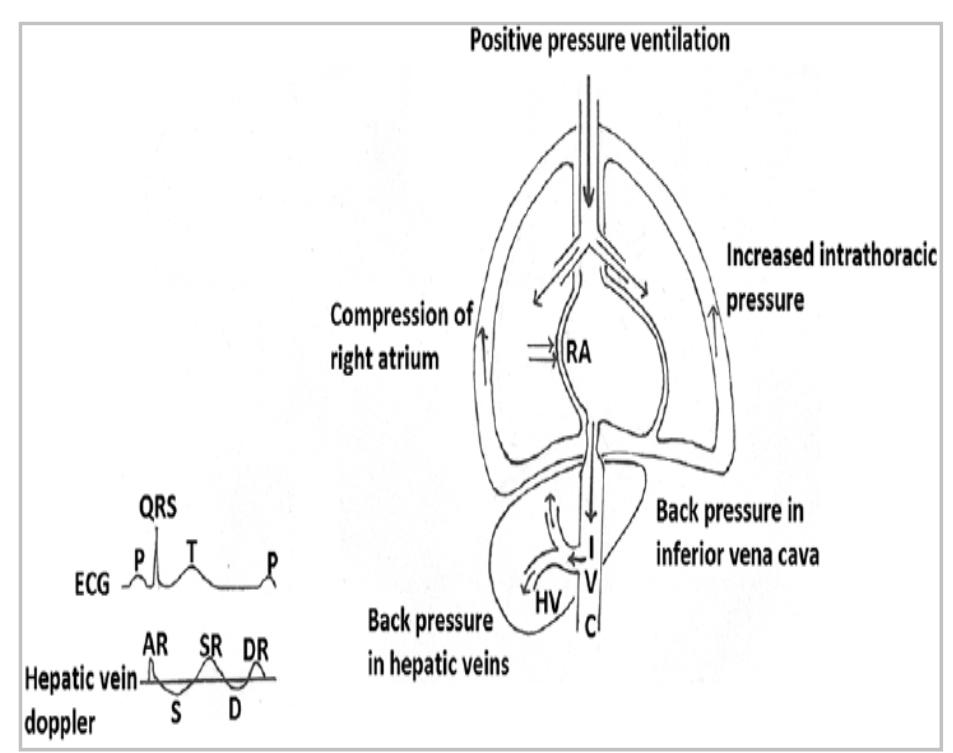 Positive pressure ventilation
Increased intrathoracic
pressure
Compression of
right atrium
RA
QRS
P
T
P
ECG
Back pressure in
inferior vena cava
I
V
C
HV
Back pressure
in hepatic veins
AR
SR
DR
Hepatic vein
doppler
S
D